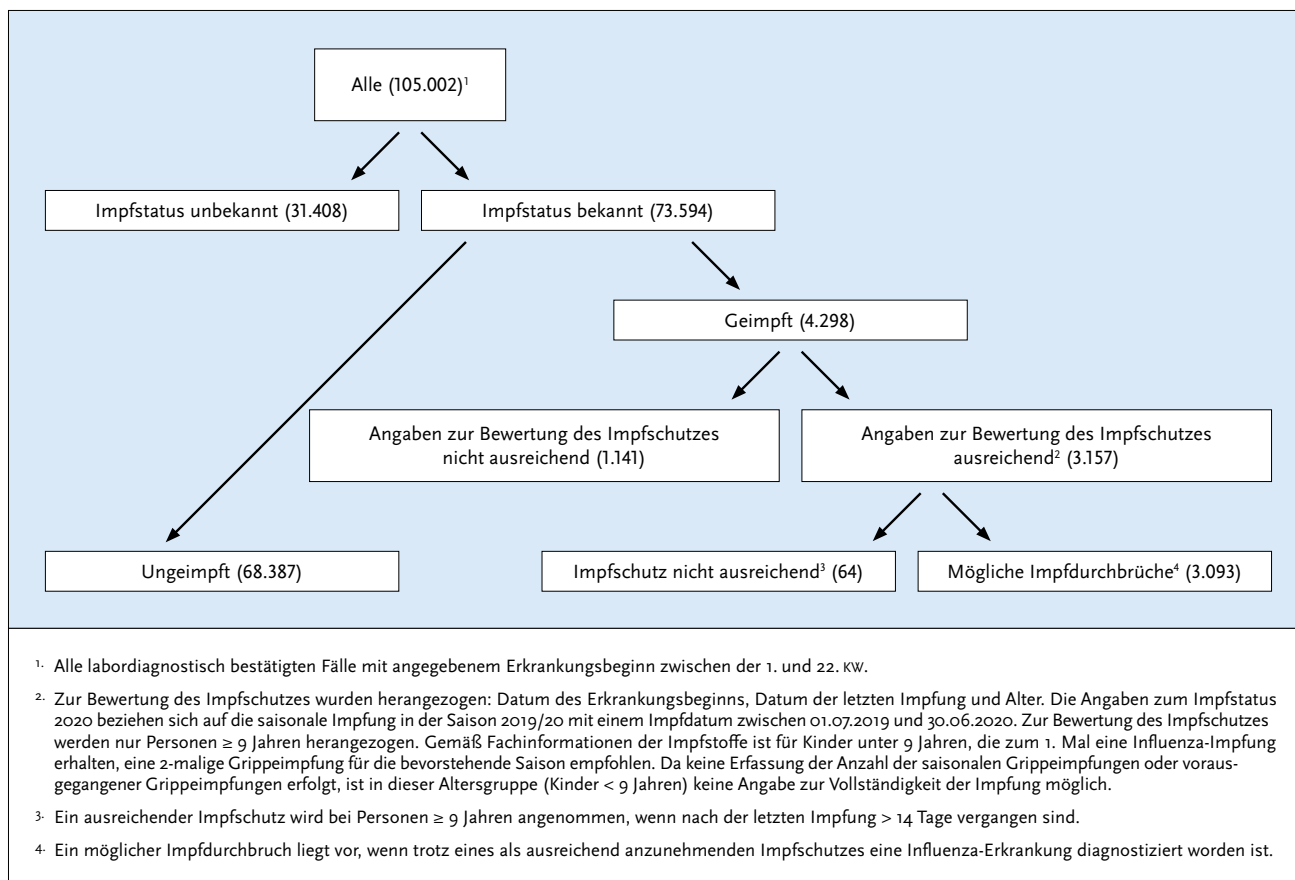 Alle (105.002)¹
Impfstatus unbekannt (31.408)
Impfstatus bekannt (73.594)
Geimpft (4.298)
Angaben zur Bewertung des Impfschutzes
nicht ausreichend (1.141)
Angaben zur Bewertung des Impfschutzes
ausreichend² (3.157)
Ungeimpft (68.387)
Impfschutz nicht ausreichend³ (64)
Mögliche Impfdurchbrüche⁴ (3.093)
¹· Alle labordiagnostisch bestätigten Fälle mit angegebenem Erkrankungsbeginn zwischen der 1. und 22. KW.
²· Zur Bewertung des Impfschutzes wurden herangezogen: Datum des Erkrankungsbeginns, Datum der letzten Impfung und Alter. Die Angaben zum Impfstatus
2020 beziehen sich auf die saisonale Impfung in der Saison 2019/20 mit einem Impfdatum zwischen 01.07.2019 und 30.06.2020. Zur Bewertung des Impfschutzes
werden nur Personen ≥ 9 Jahren herangezogen. Gemäß Fachinformationen der Impfstoffe ist für Kinder unter 9 Jahren, die zum 1. Mal eine Influenza-Impfung
erhalten, eine 2-malige Grippeimpfung für die bevorstehende Saison empfohlen. Da keine Erfassung der Anzahl der saisonalen Grippeimpfungen oder voraus-
gegangener Grippeimpfungen erfolgt, ist in dieser Altersgruppe (Kinder < 9 Jahren) keine Angabe zur Vollständigkeit der Impfung möglich.
³· Ein ausreichender Impfschutz wird bei Personen ≥ 9 Jahren angenommen, wenn nach der letzten Impfung > 14 Tage vergangen sind.
⁴· Ein möglicher Impfdurchbruch liegt vor, wenn trotz eines als ausreichend anzunehmenden Impfschutzes eine Influenza-Erkrankung diagnostiziert worden ist.